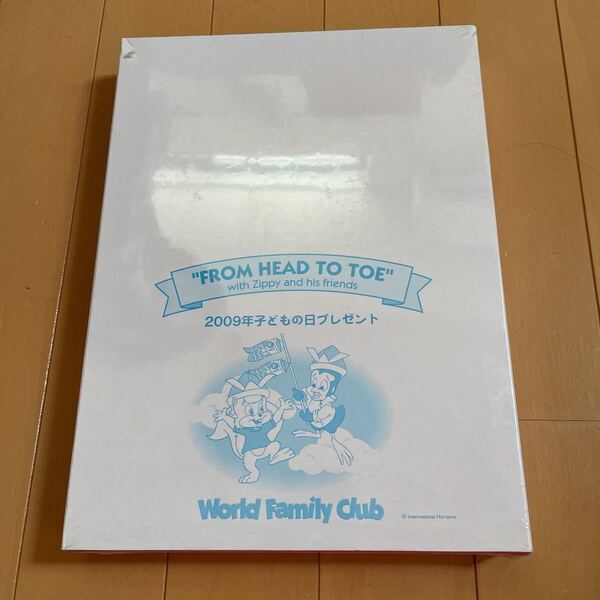 "FROM HEAD TO TOE"
with Zippy and his friends
2009年子どもの日プレゼント
World Family Club
© International Horizons